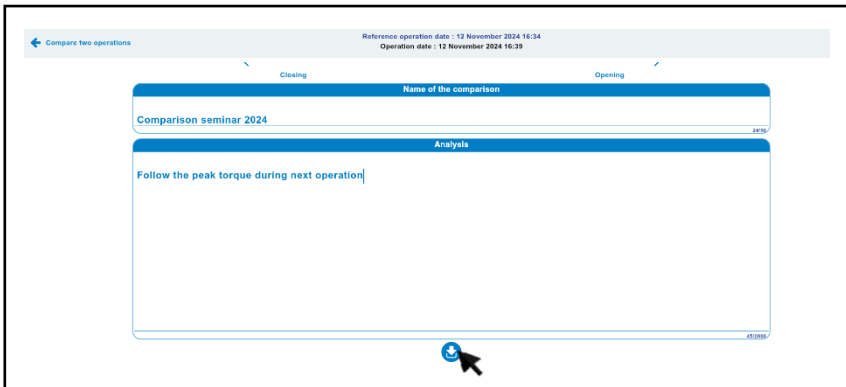 Reference operation date : 12 November 2024 16:34
Compare two operations
Operation date : 12 November 2024 16:39
Closing
Opening
Name of the comparison
Comparison seminar 2024
24/50
Analysis
Follow the peak torque during next operation
45/2000